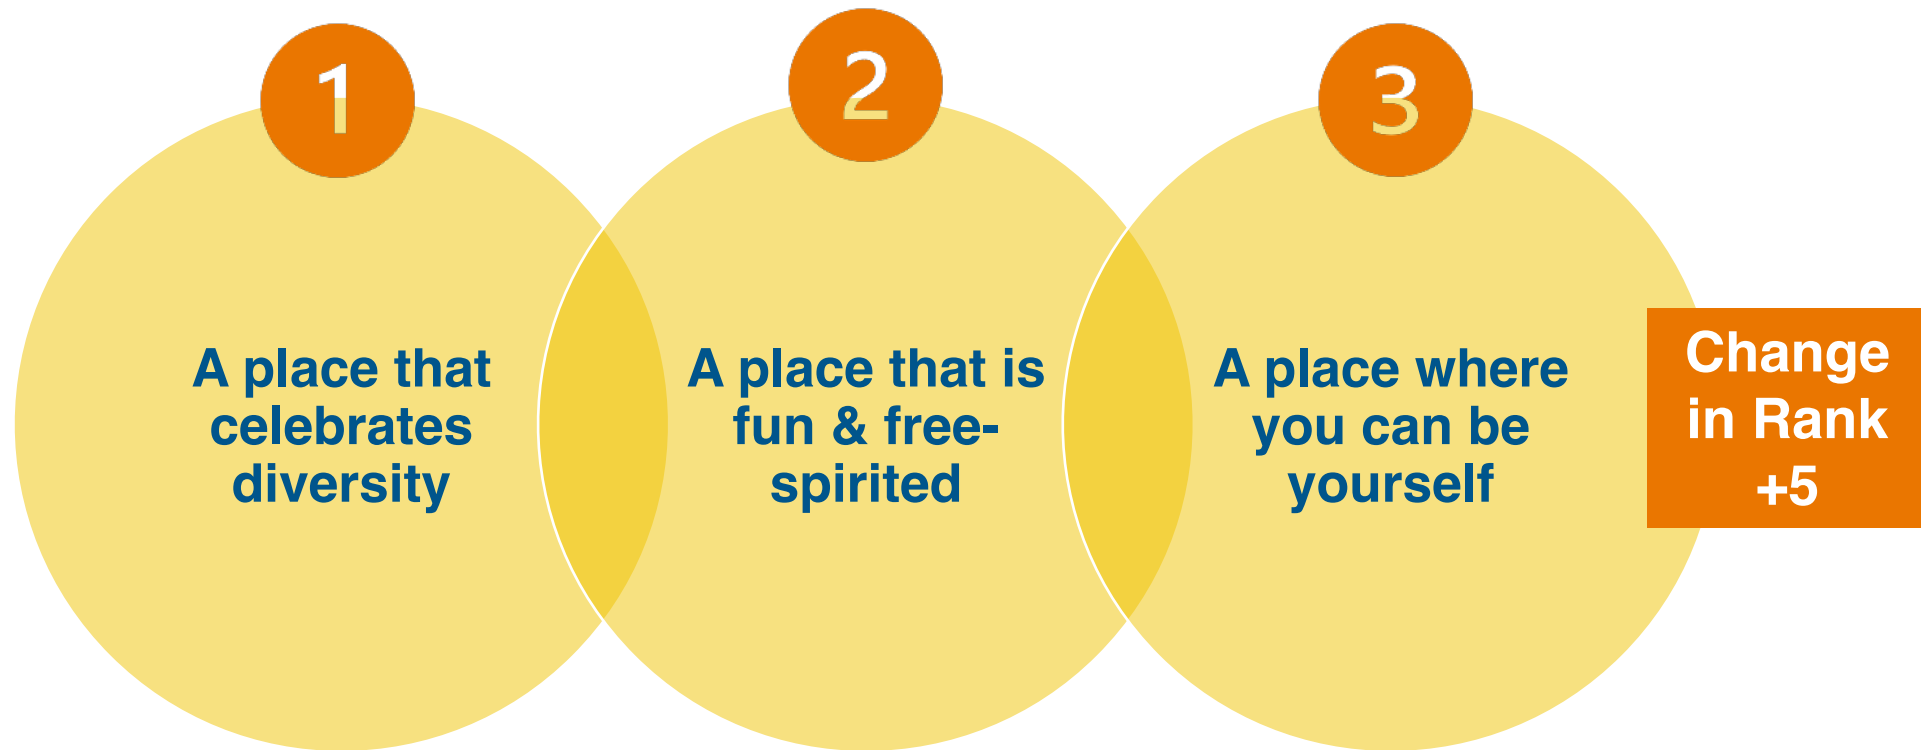 1
2
3
A place that
celebrates
diversity
A place that is
fun & free-
spirited
A place where
you can be
yourself
Change
in Rank
+5